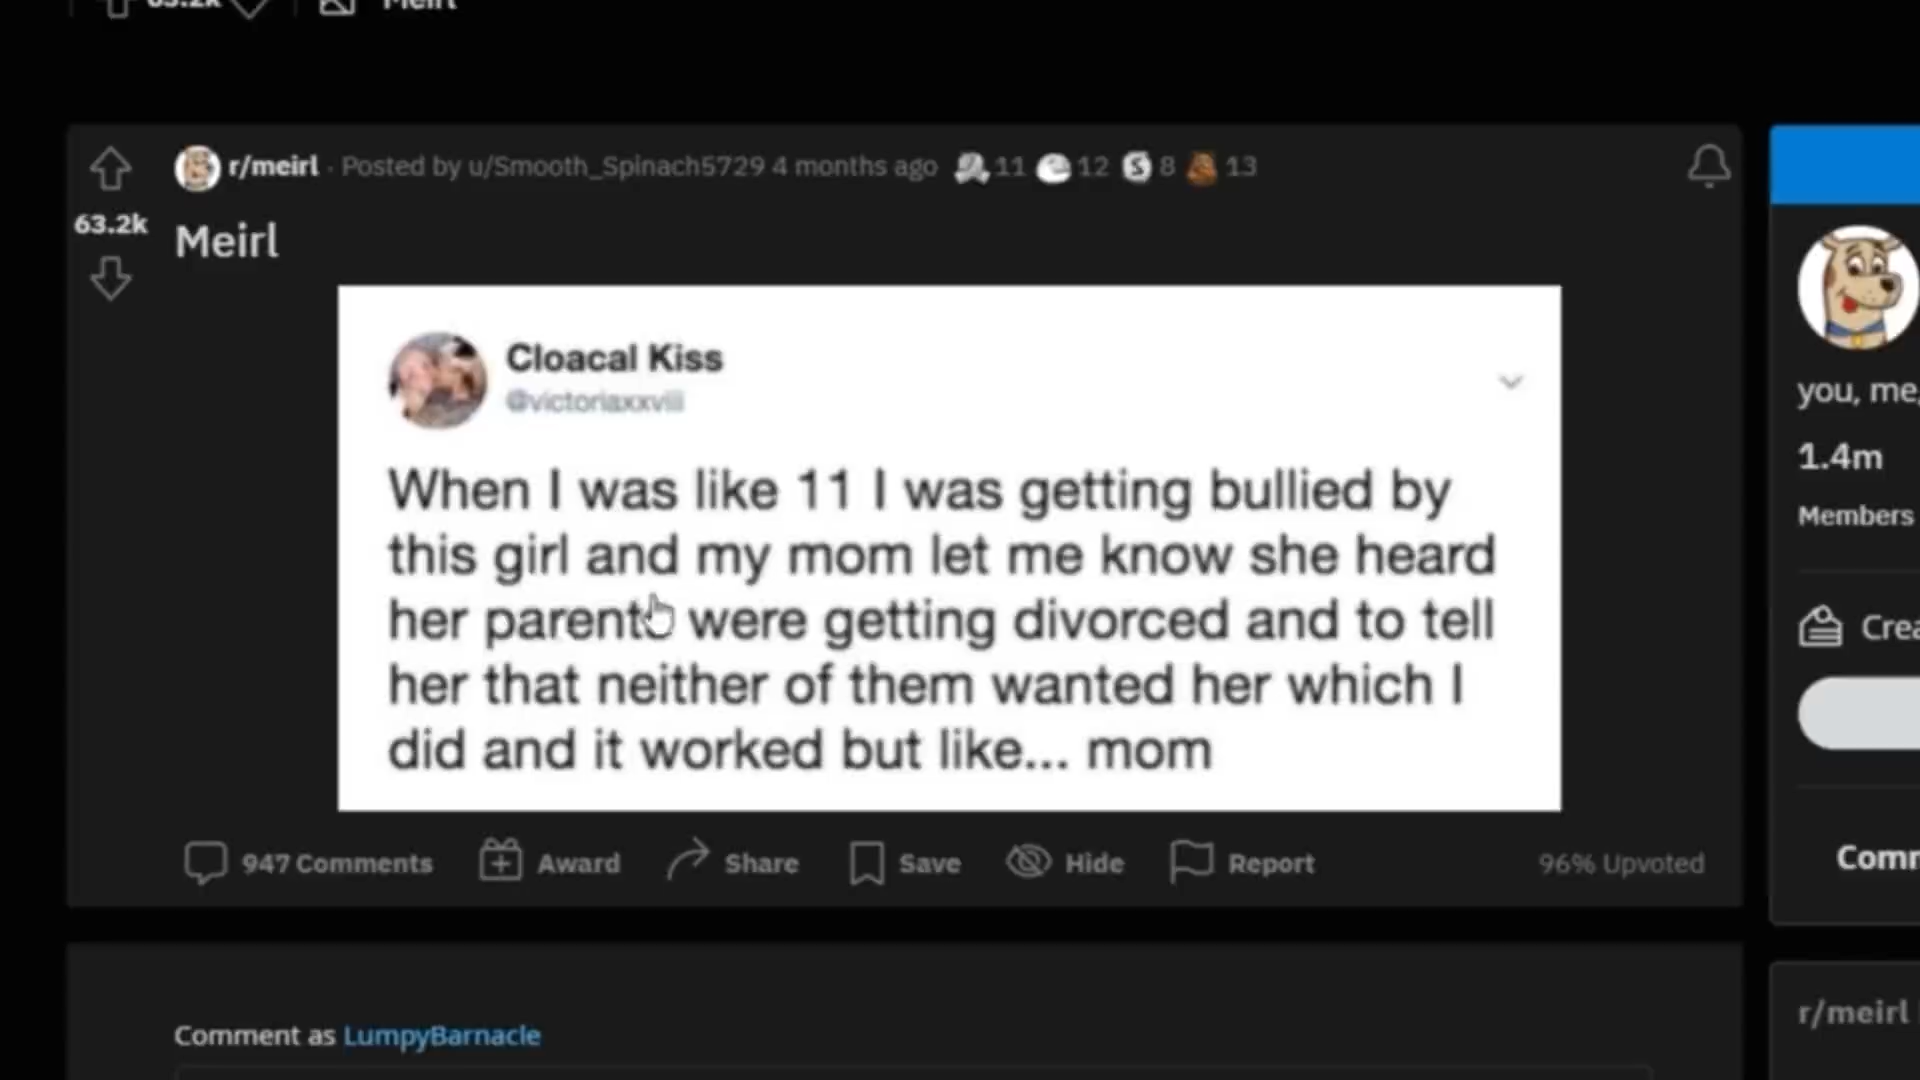 63.2k Meirl
r/meirl · Posted by u/Smooth_Spinach5729 4 months ago 11 12 8 13
63.2k
Meirl
Cloacal Kiss
@victoriaxxviii
When I was like 11 I was getting bullied by
this girl and my mom let me know she heard
her parents were getting divorced and to tell
her that neither of them wanted her which I
did and it worked but like... mom
947 Comments Award Share Save Hide Report 96% Upvoted
Comment as LumpyBarnacle
you, me,
1.4m
Members
Crea
Comm
r/meirl